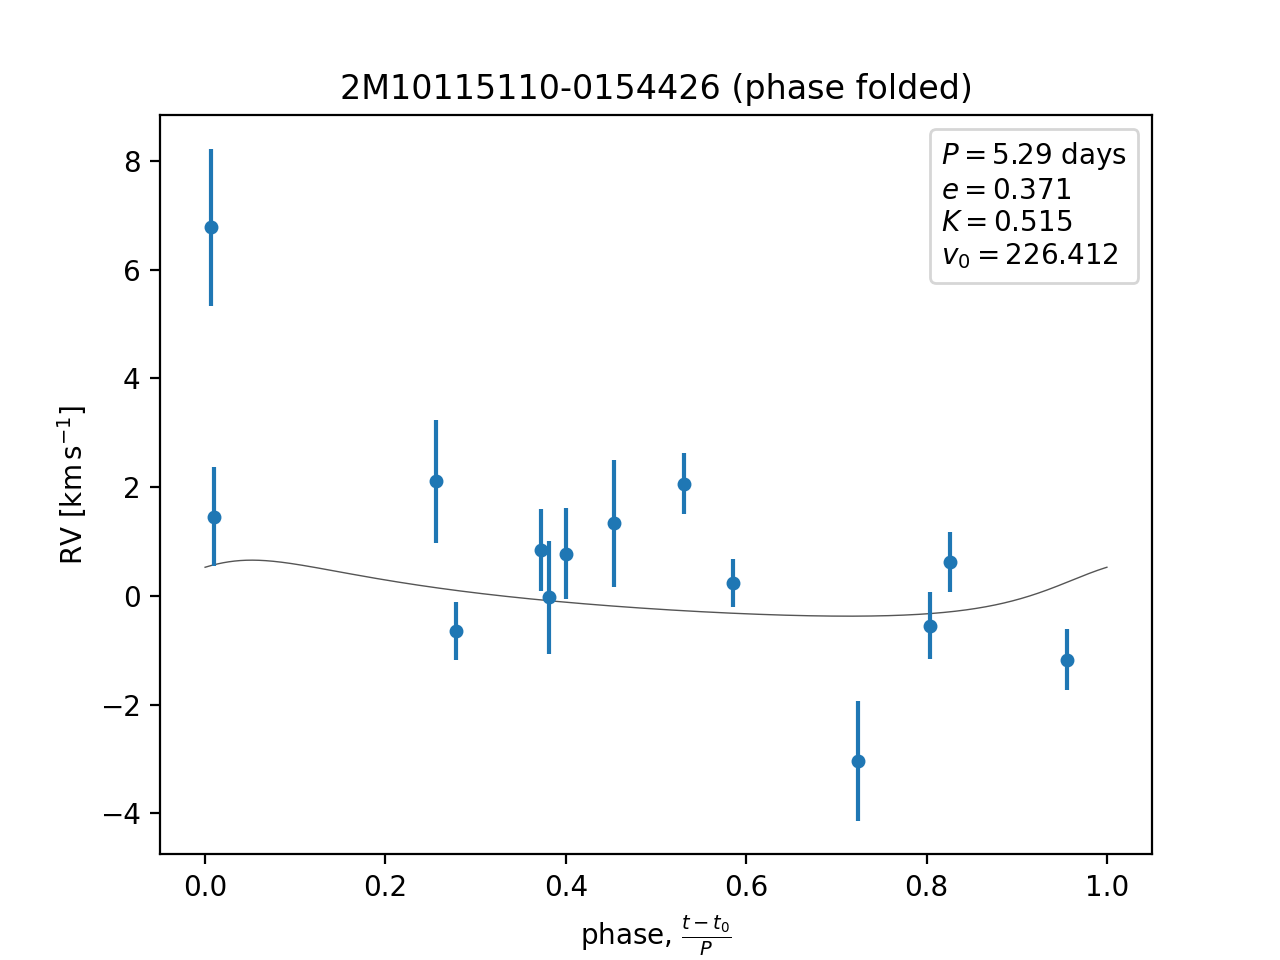 2M10115110-0154426 (phase folded)
P = 5.29 days
e = 0.371
K = 0.515
v₀ = 226.412
8
6
4
2
0
−2
−4
RV [km s⁻¹]
0.0 0.2 0.4 0.6 0.8 1.0
phase, (t − t₀)/P